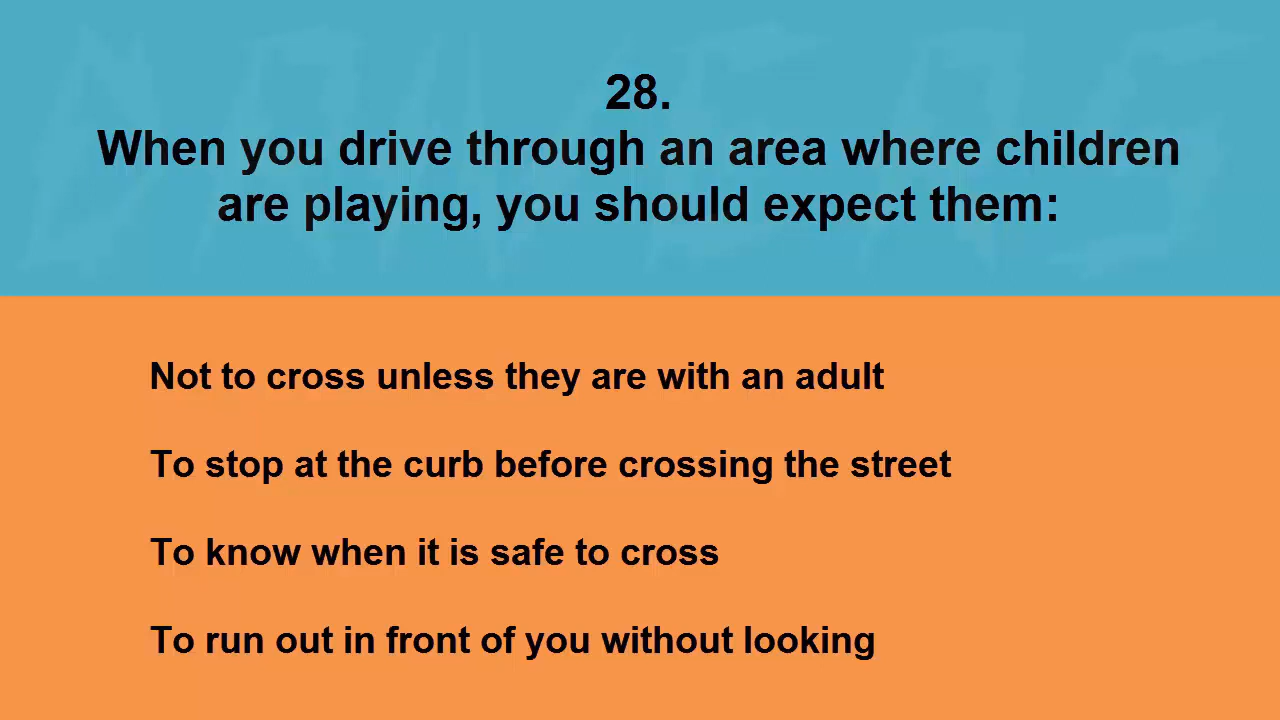 28.
When you drive through an area where children
are playing, you should expect them:
Not to cross unless they are with an adult
To stop at the curb before crossing the street
To know when it is safe to cross
To run out in front of you without looking